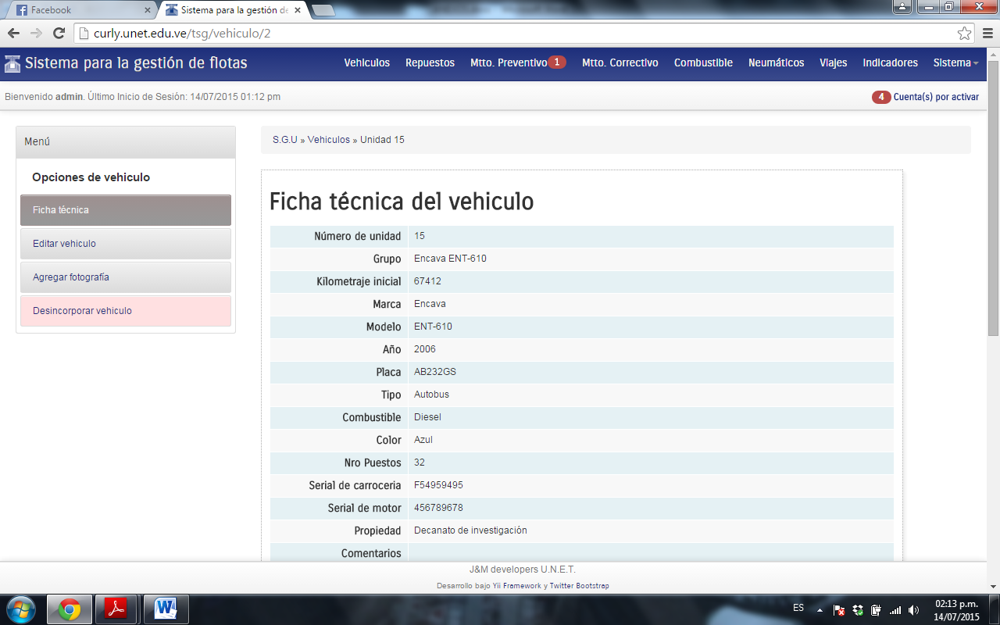 Facebook
Sistema para la gestión de
curly.unet.edu.ve/tsg/vehiculo/2
Sistema para la gestión de flotas
Vehiculos Repuestos Mtto. Preventivo 1 Mtto. Correctivo Combustible Neumáticos Viajes Indicadores Sistema
Bienvenido admin. Último Inicio de Sesión: 14/07/2015 01:12 pm
4 Cuenta(s) por activar
Menú
Opciones de vehiculo
Ficha técnica
Editar vehiculo
Agregar fotografía
Desincorporar vehiculo
S.G.U » Vehiculos » Unidad 15
Ficha técnica del vehiculo
Número de unidad 15
Grupo Encava ENT-610
Kilometraje inicial 67412
Marca Encava
Modelo ENT-610
Año 2006
Placa AB232GS
Tipo Autobus
Combustible Diesel
Color Azul
Nro Puestos 32
Serial de carroceria F54959495
Serial de motor 456789678
Propiedad Decanato de investigación
Comentarios
J&M developers U.N.E.T.
Desarrollo bajo Yii Framework y Twitter Bootstrap
ES
02:13 p.m.
14/07/2015